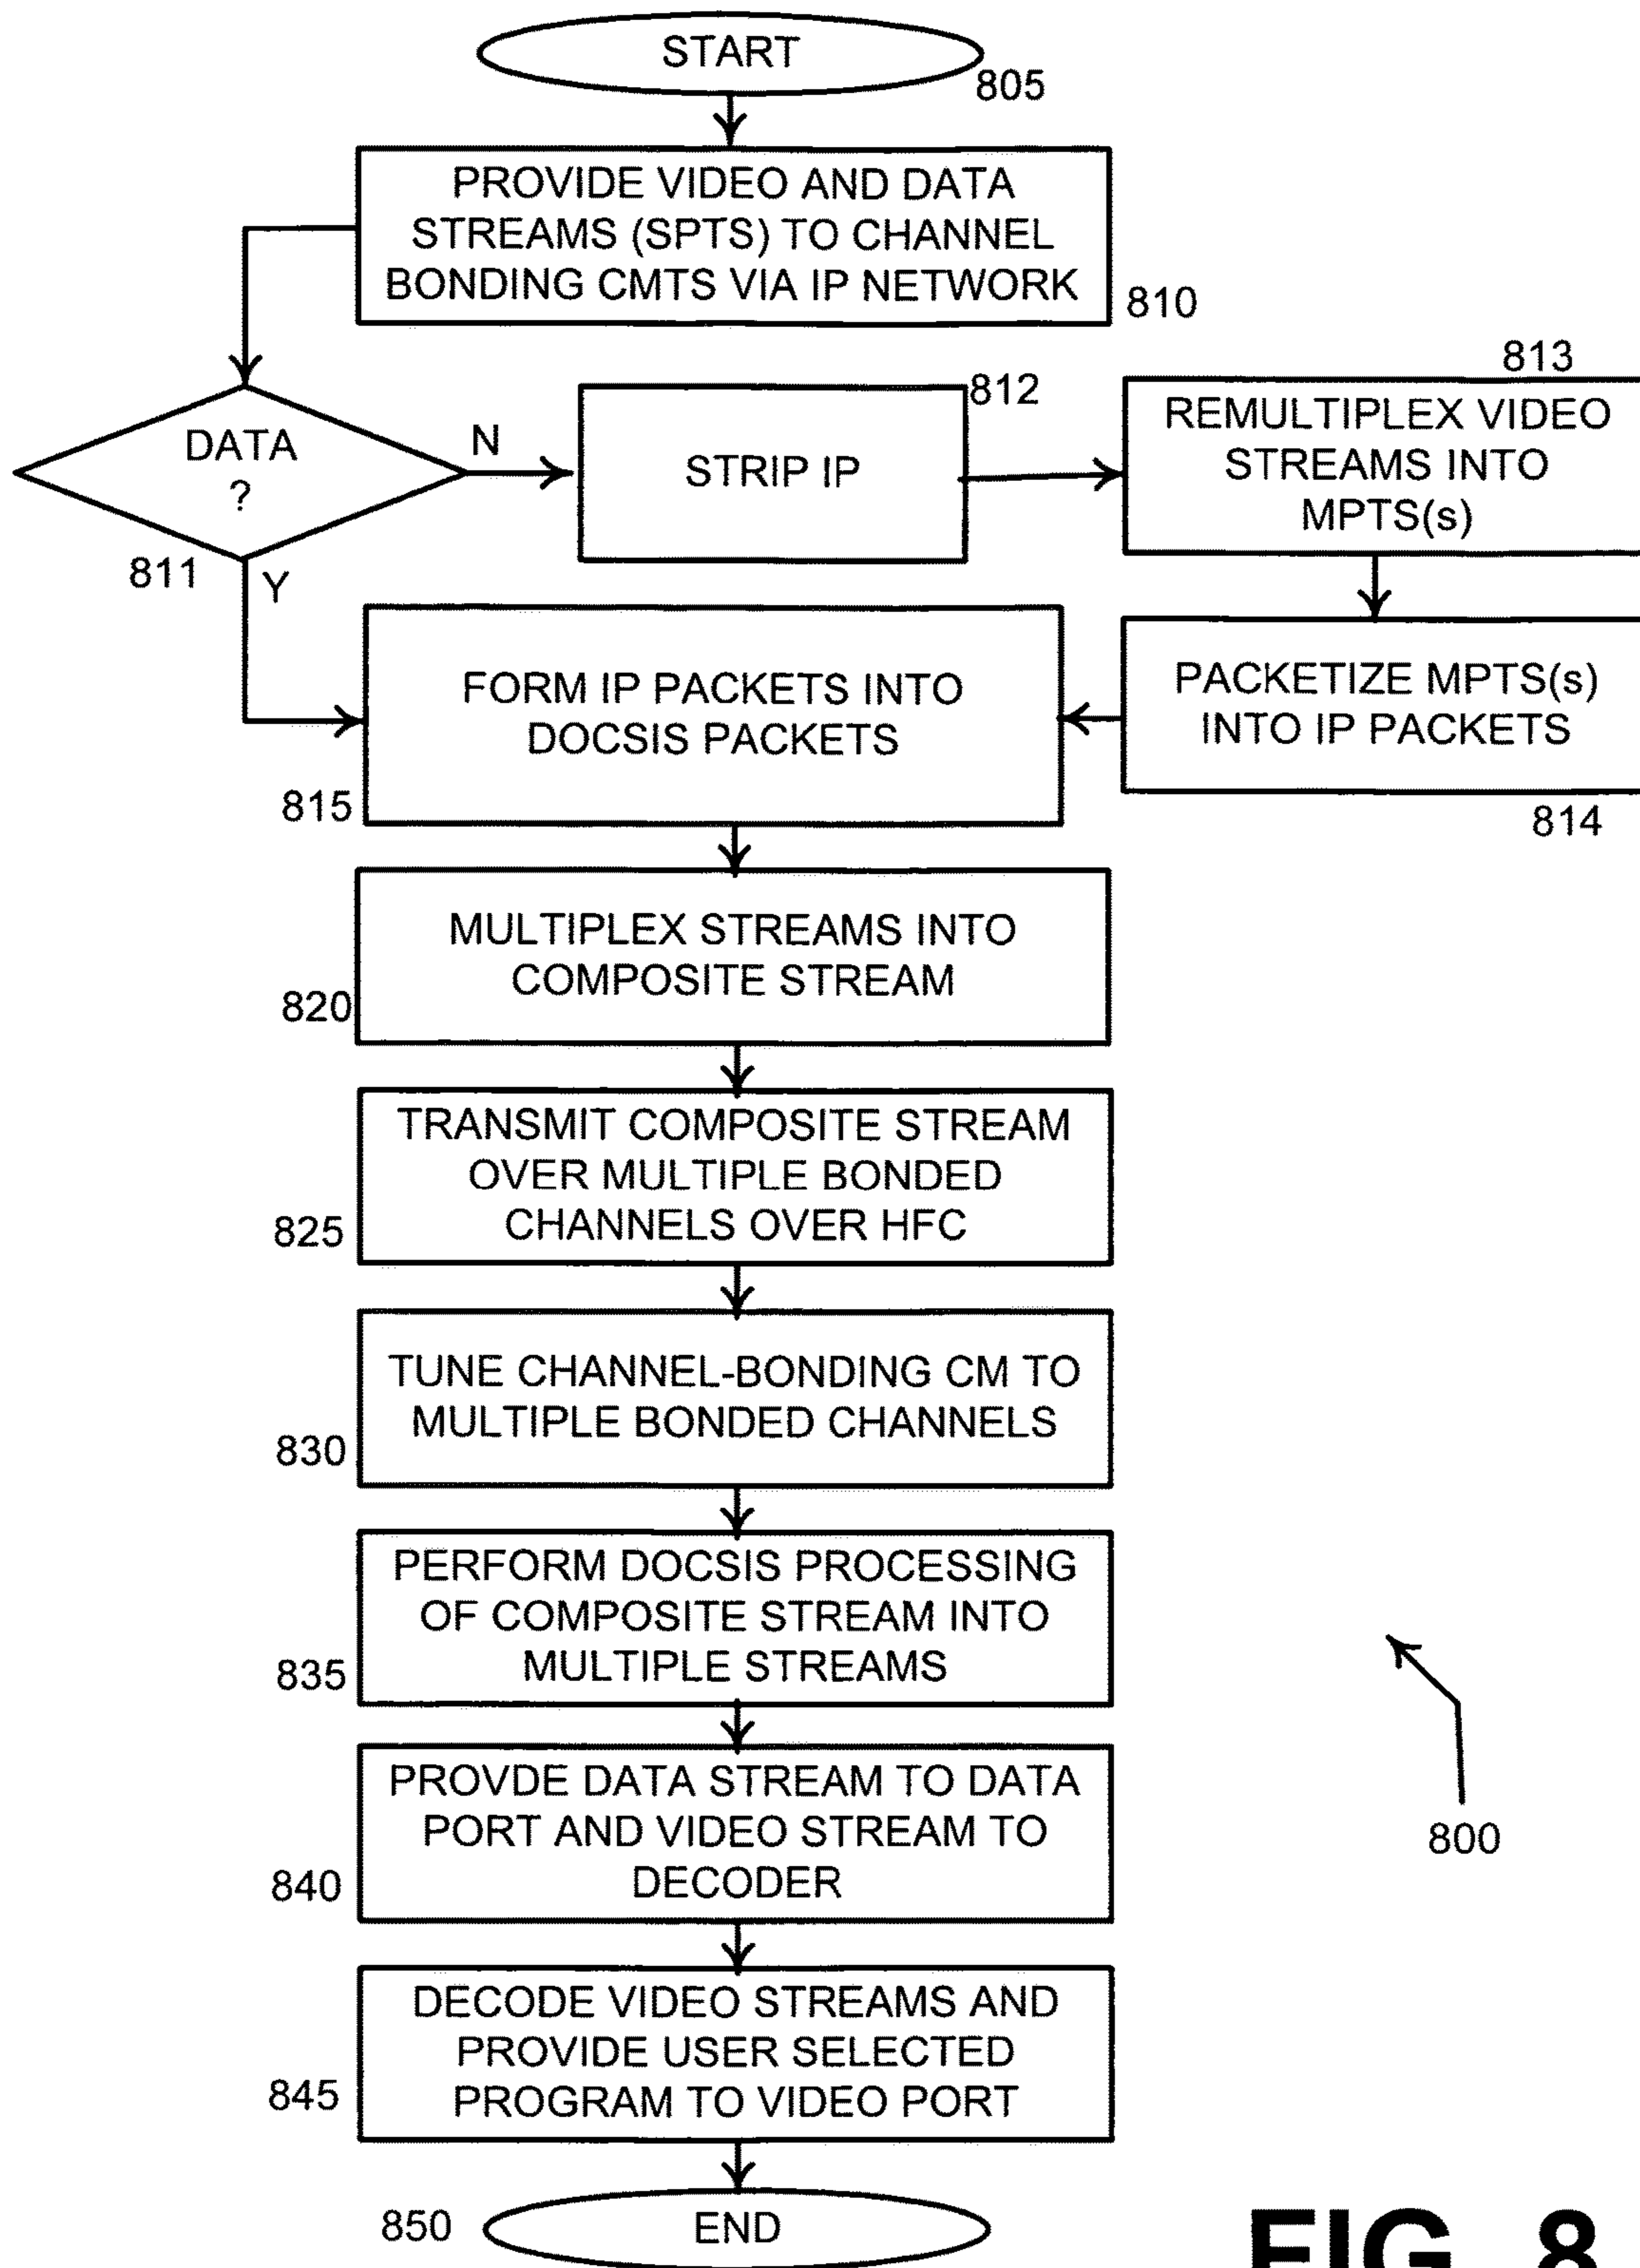 START
805
PROVIDE VIDEO AND DATA
STREAMS (SPTS) TO CHANNEL
BONDING CMTS VIA IP NETWORK
810
DATA
?
811
N
Y
STRIP IP
812
813
REMULTIPLEX VIDEO
STREAMS INTO
MPTS(s)
PACKETIZE MPTS(s)
INTO IP PACKETS
814
FORM IP PACKETS INTO
DOCSIS PACKETS
815
MULTIPLEX STREAMS INTO
COMPOSITE STREAM
820
TRANSMIT COMPOSITE STREAM
OVER MULTIPLE BONDED
CHANNELS OVER HFC
825
TUNE CHANNEL-BONDING CM TO
MULTIPLE BONDED CHANNELS
830
PERFORM DOCSIS PROCESSING
OF COMPOSITE STREAM INTO
MULTIPLE STREAMS
835
PROVDE DATA STREAM TO DATA
PORT AND VIDEO STREAM TO
DECODER
840
800
DECODE VIDEO STREAMS AND
PROVIDE USER SELECTED
PROGRAM TO VIDEO PORT
845
850
END
FIG. 8